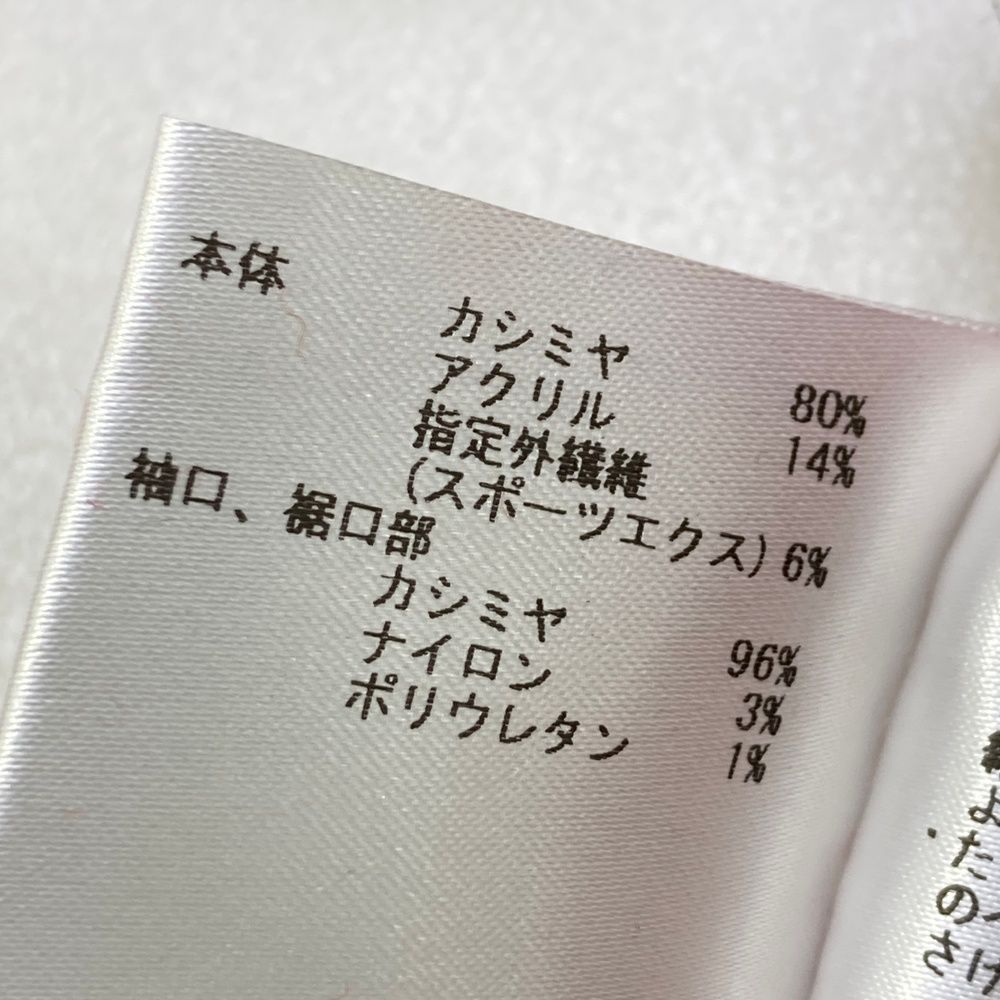 本体
カシミヤ 80%
アクリル 14%
指定外繊維
(スポーツエクス) 6%
袖口、裾口部
カシミヤ 96%
ナイロン 3%
ポリウレタン 1%